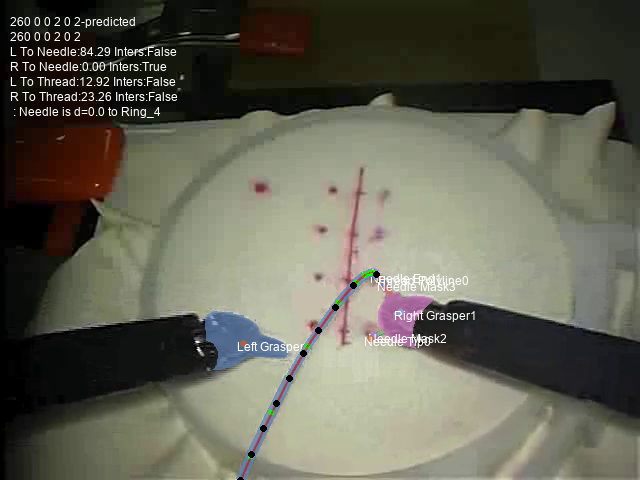 260 0 0 2 0 2-predicted
260 0 0 2 0 2
L To Needle:84.29 Inters:False
R To Needle:0.00 Inters:True
L To Thread:12.92 Inters:False
R To Thread:23.26 Inters:False
: Needle is d=0.0 to Ring_4
Needle Mask3
Right Grasper1
Needle Mask2
Left Grasper